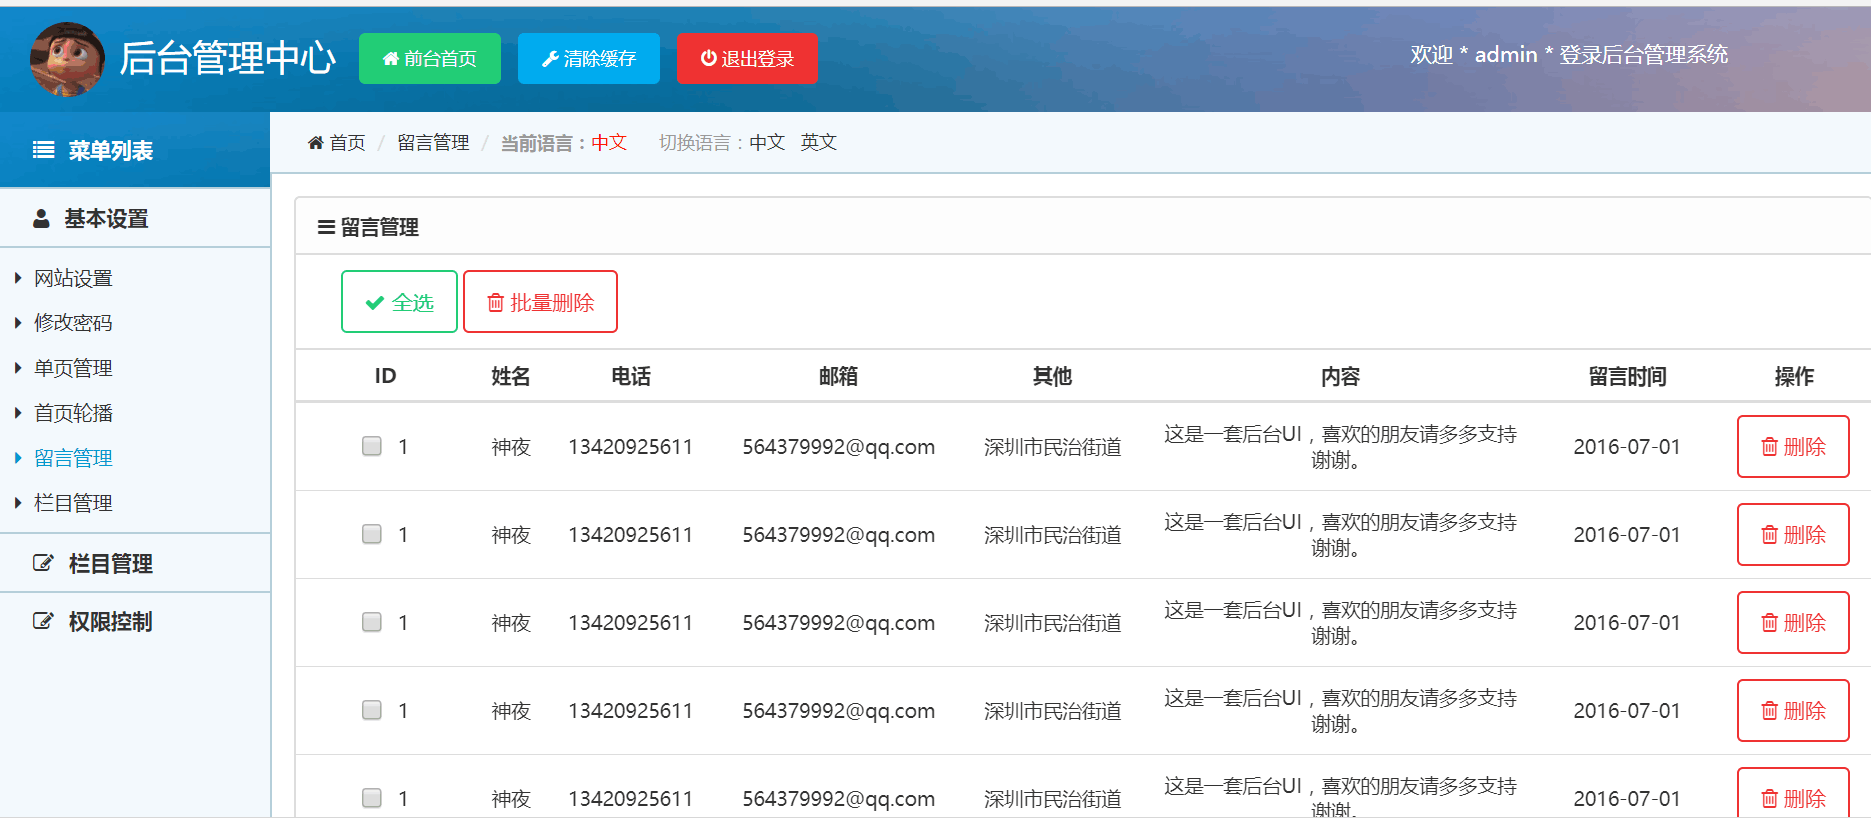 后台管理中心
前台首页
清除缓存
退出登录
欢迎 * admin * 登录后台管理系统
菜单列表
首页 / 留言管理 / 当前语言：中文 切换语言：中文 英文
基本设置
网站设置
修改密码
单页管理
首页轮播
留言管理
栏目管理
栏目管理
权限控制
留言管理
全选
批量删除
ID 姓名 电话 邮箱 其他 内容 留言时间 操作
1 神夜 13420925611 564379992@qq.com 深圳市民治街道 这是一套后台UI，喜欢的朋友请多多支持
谢谢。 2016-07-01 删除
1 神夜 13420925611 564379992@qq.com 深圳市民治街道 这是一套后台UI，喜欢的朋友请多多支持
谢谢。 2016-07-01 删除
1 神夜 13420925611 564379992@qq.com 深圳市民治街道 这是一套后台UI，喜欢的朋友请多多支持
谢谢。 2016-07-01 删除
1 神夜 13420925611 564379992@qq.com 深圳市民治街道 这是一套后台UI，喜欢的朋友请多多支持
谢谢。 2016-07-01 删除
1 神夜 13420925611 564379992@qq.com 深圳市民治街道 这是一套后台UI，喜欢的朋友请多多支持
谢谢。 2016-07-01 删除